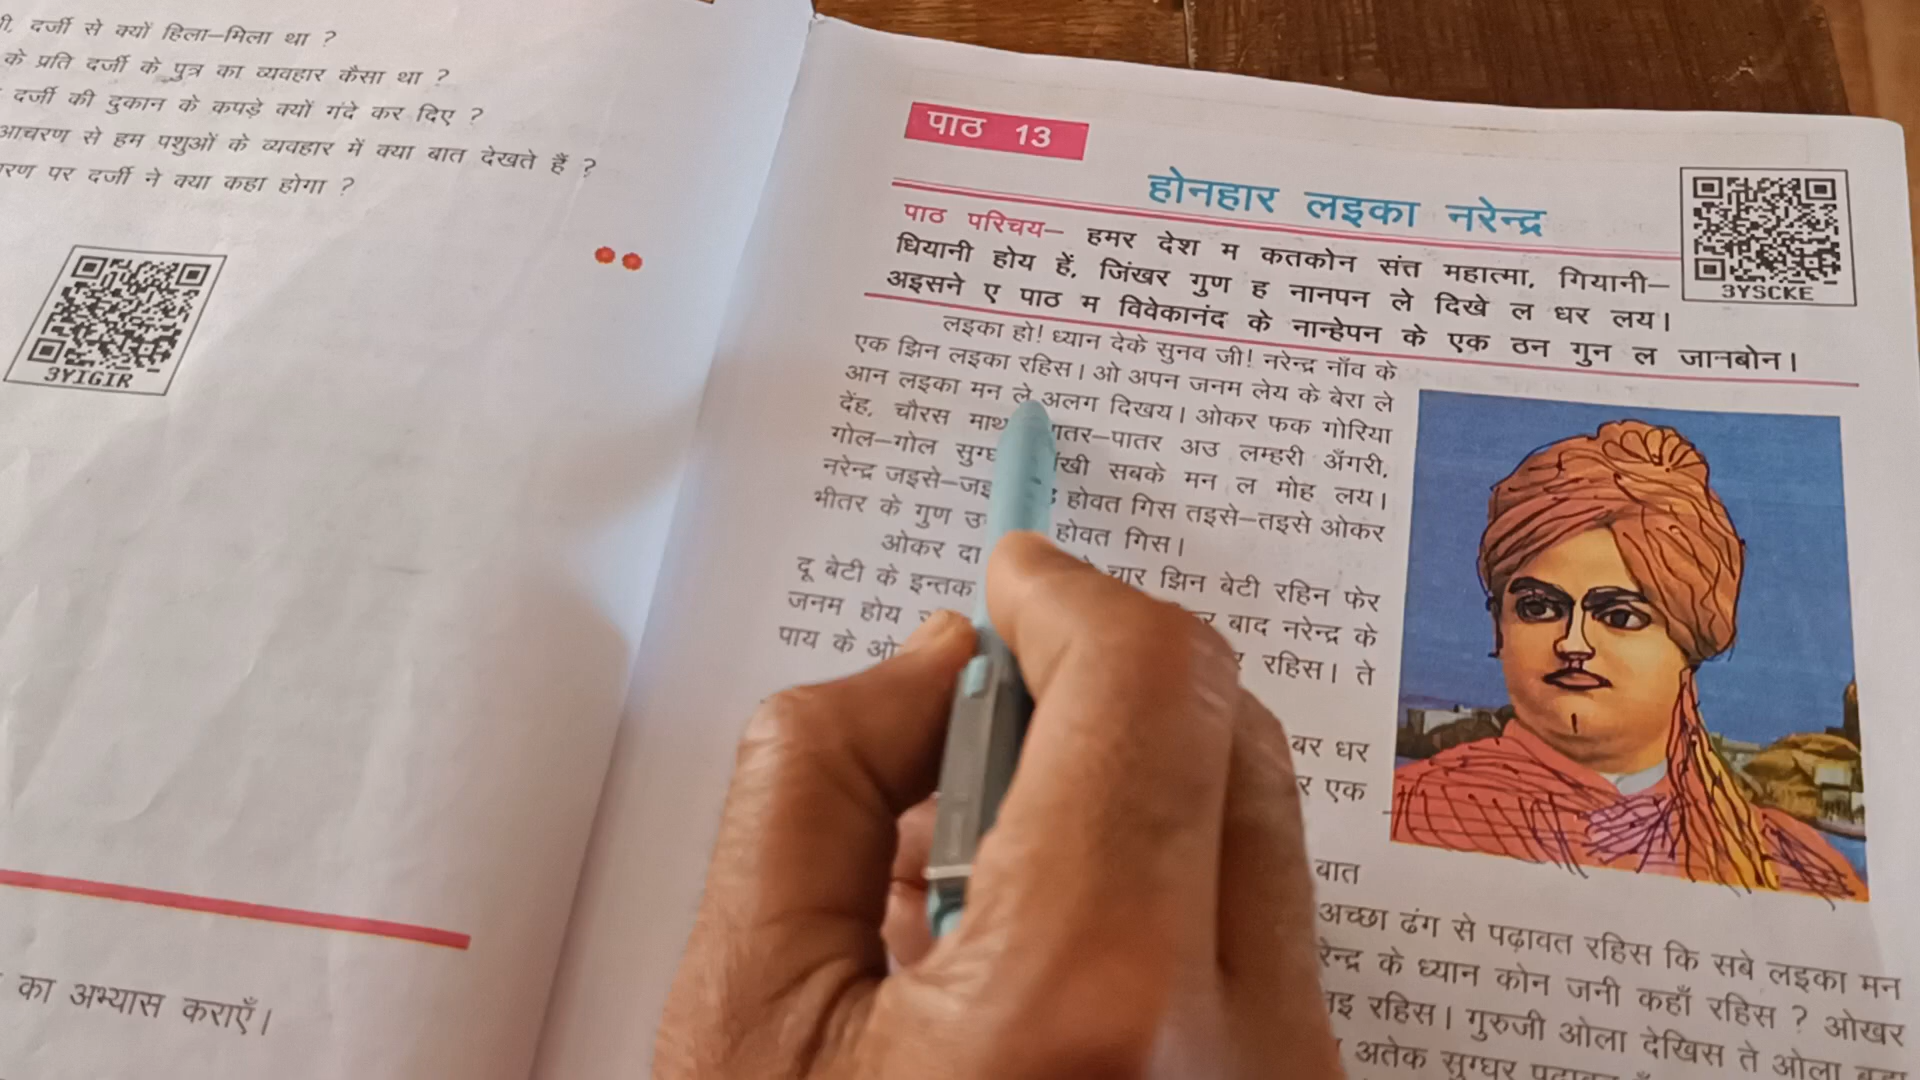 दर्जी से क्यों हिला–मिला था ?
के प्रति दर्जी के पुत्र का व्यवहार कैसा था ?
दर्जी की दुकान के कपड़े क्यों गंदे कर दिए ?
आचरण से हम पशुओं के व्यवहार में क्या बात देखते हैं ?
पर दर्जी ने क्या कहा होगा ?
3YIGIR
का अभ्यास कराएँ।
पाठ 13
होनहार लइका नरेन्द्र
3YSCKE
पाठ परिचय– हमर देश म कतकोन संत महात्मा, गियानी–
धियानी होय हें, जिंखर गुण ह नानपन ले दिखे ल धर लय।
अइसने ए पाठ म विवेकानंद के नान्हेपन के एक ठन गुन ल जानबोन।
लइका हो! ध्यान देके सुनव जी! नरेन्द्र नाँव के
एक झिन लइका रहिस। ओ अपन जनम लेय के बेरा ले
आन लइका मन ले अलग दिखय। ओकर फक गोरिया
देंह, चौरस पातर–पातर अउ लम्हरी अँगरी,
गोल–गोल सबके मन ल मोह लय।
नरेन्द्र जइसे– होवत गिस तइसे–तइसे ओकर
भीतर के गुण होवत गिस।
ओकर चार झिन बेटी रहिन फेर
दू बेटी के इन्तक बाद नरेन्द्र के
जनम होय रहिस। ते
पाय के
बर धर
एक
बात
अच्छा ढंग से पढ़ावत रहिस कि सबे लइका मन
के ध्यान कोन जनी कहाँ रहिस ? ओखर
रहिस। गुरुजी ओला देखिस ते ओला
अतेक सुग्घर